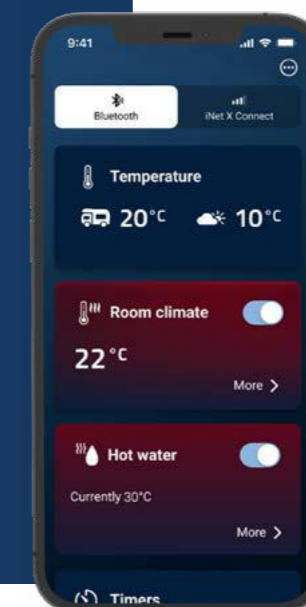 9:41
Bluetooth
iNet X Connect
Temperature
20°C 10°C
Room climate
22°C
More
Hot water
Currently 30°C
More
Timers